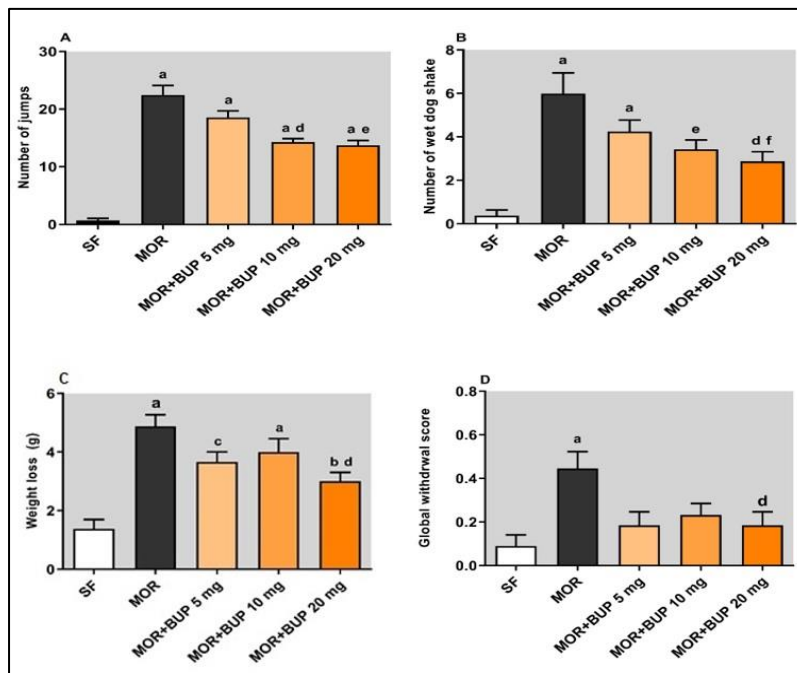 A
Number of jumps
30
20
10
0
a
a
a d
a e
SF
MOR
MOR+BUP 5 mg
MOR+BUP 10 mg
MOR+BUP 20 mg
B
Number of wet dog shake
8
6
4
2
0
a
a
e
d f
SF
MOR
MOR+BUP 5 mg
MOR+BUP 10 mg
MOR+BUP 20 mg
C
Weight loss (g)
6
4
2
0
a
c
a
b d
SF
MOR
MOR+BUP 5 mg
MOR+BUP 10 mg
MOR+BUP 20 mg
D
Global withdrwal score
0.8
0.6
0.4
0.2
0.0
a
d
SF
MOR
MOR+BUP 5 mg
MOR+BUP 10 mg
MOR+BUP 20 mg